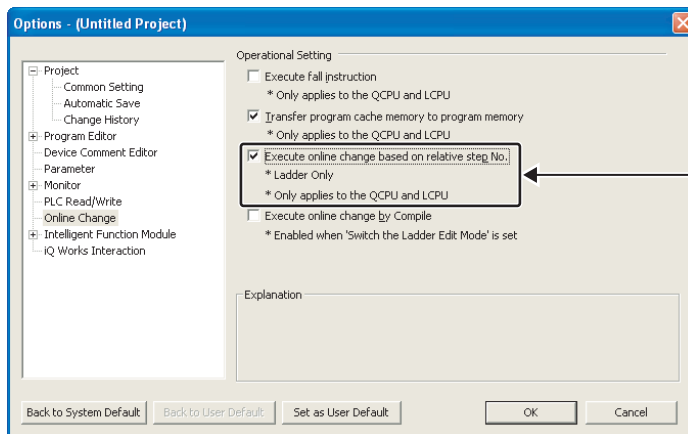 Options - (Untitled Project)
Project
Common Setting
Automatic Save
Change History
Program Editor
Device Comment Editor
Parameter
Monitor
PLC Read/Write
Online Change
Intelligent Function Module
iQ Works Interaction
Operational Setting
Execute fall instruction
* Only applies to the QCPU and LCPU
Transfer program cache memory to program memory
* Only applies to the QCPU and LCPU
Execute online change based on relative step No.
* Ladder Only
* Only applies to the QCPU and LCPU
Execute online change by Compile
* Enabled when 'Switch the Ladder Edit Mode' is set
Explanation
Back to System Default
Back to User Default
Set as User Default
OK
Cancel